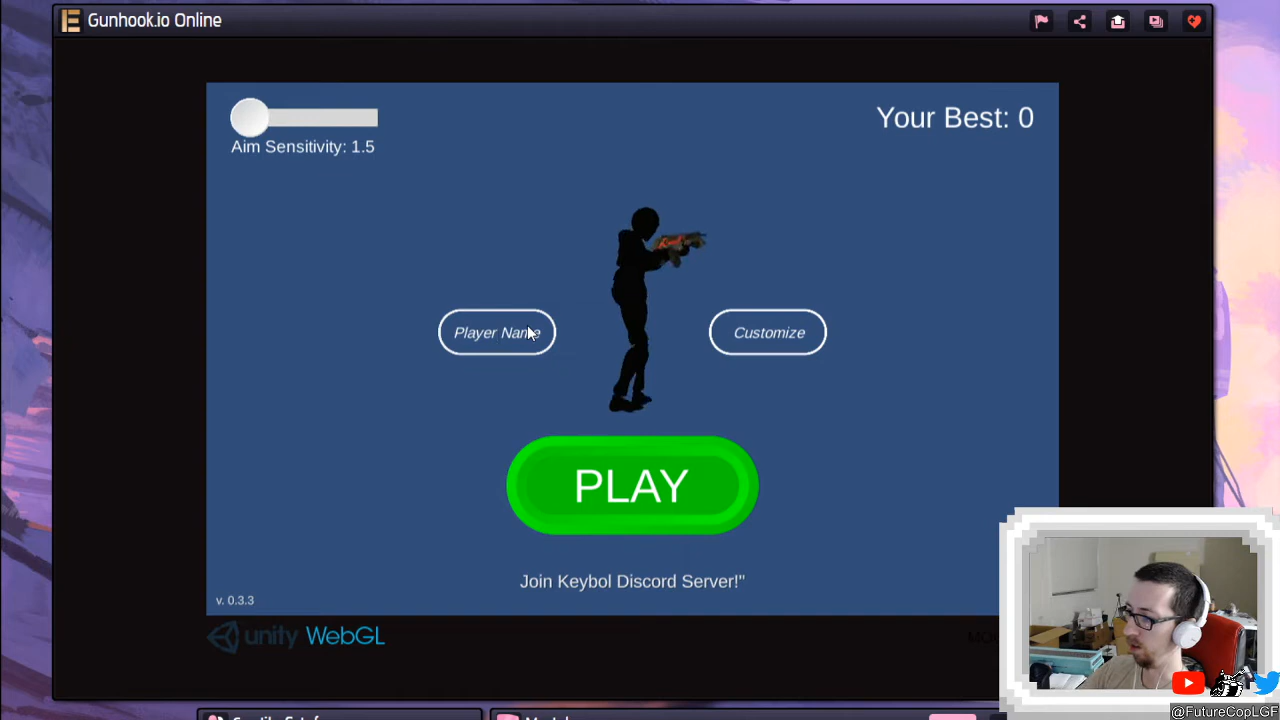 Gunhook.io Online
Your Best: 0
Aim Sensitivity: 1.5
Player Name
Customize
PLAY
Join Keybol Discord Server!"
v. 0.3.3
unity WebGL
@FutureCopLGF